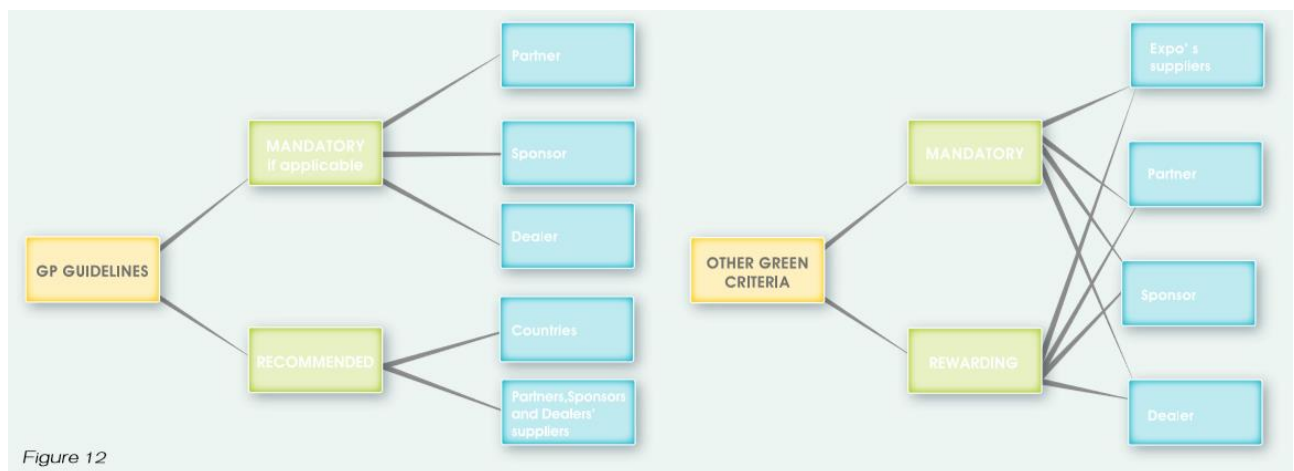 GP GUIDELINES
MANDATORY
if applicable
RECOMMENDED
Partner
Sponsor
Dealer
Countries
Partners,Sponsors
and Dealers'
suppliers
OTHER GREEN
CRITERIA
MANDATORY
REWARDING
Expo' s
suppliers
Partner
Sponsor
Dealer
Figure 12